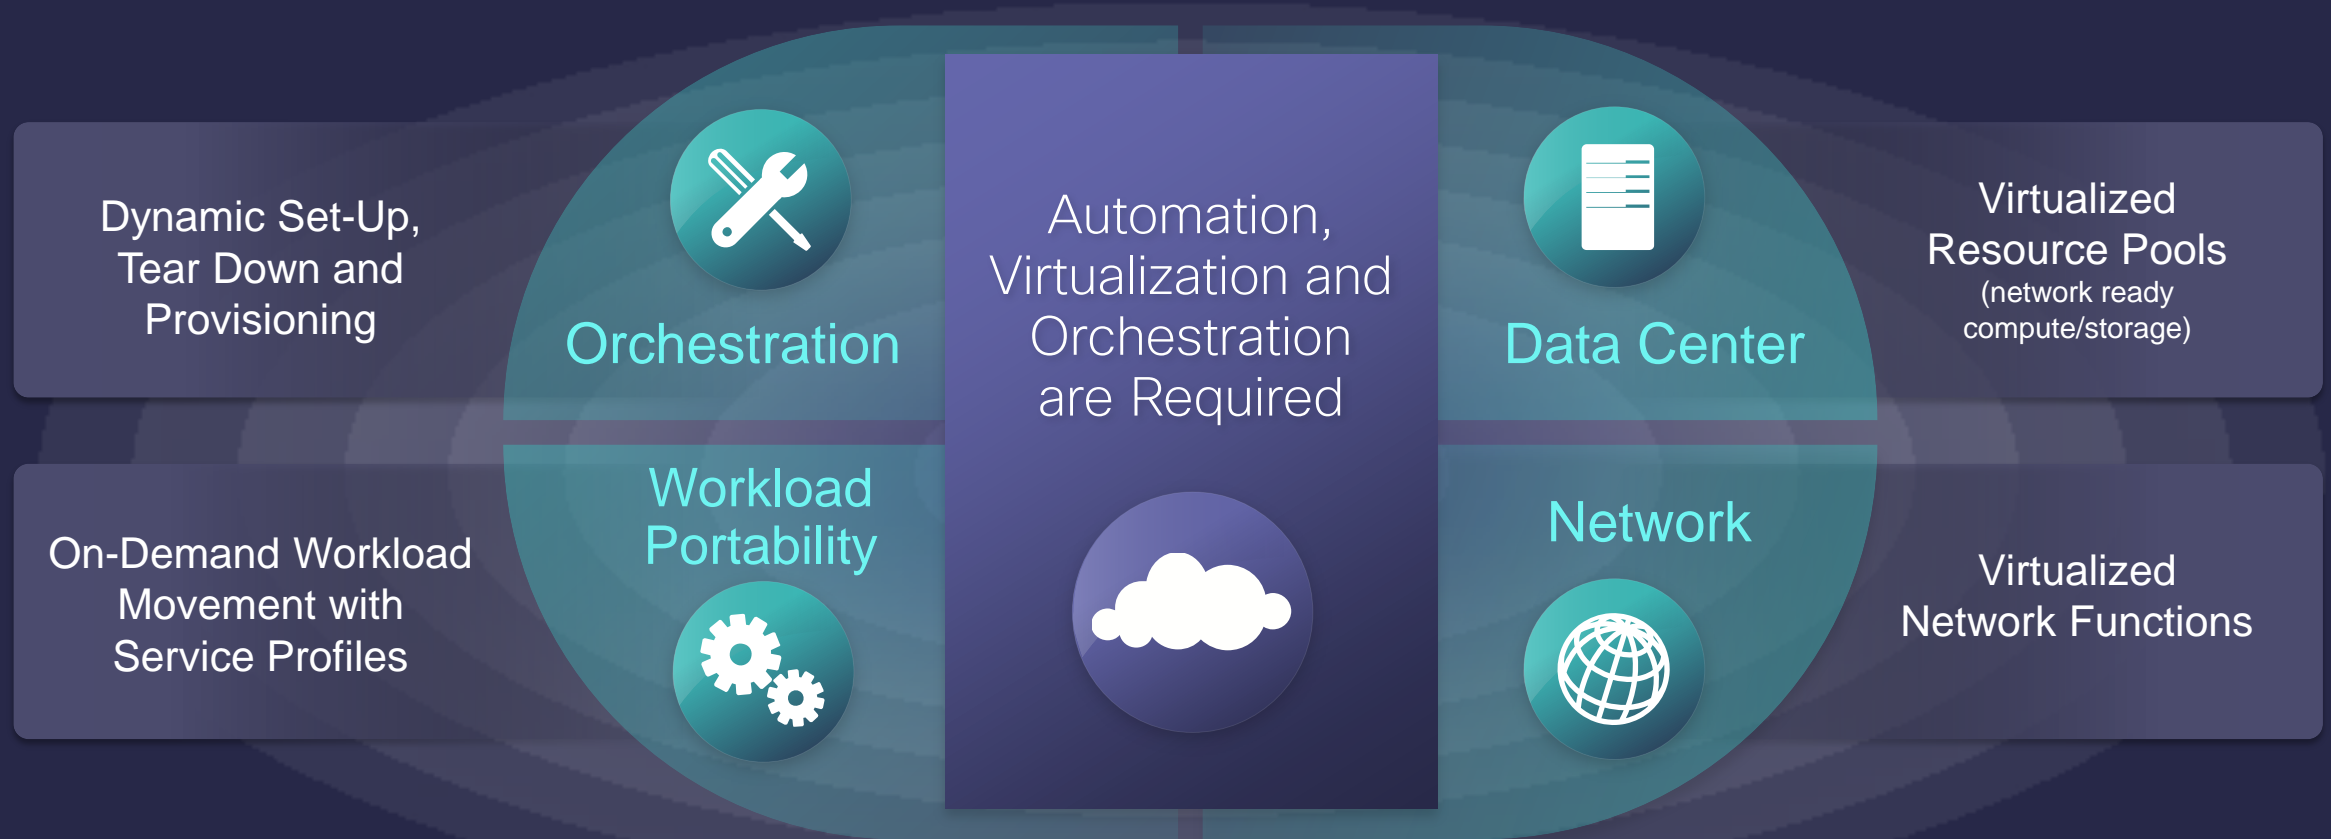 Dynamic Set-Up,
Tear Down and
Provisioning
Orchestration
Automation,
Virtualization and
Orchestration
are Required
Data Center
Virtualized
Resource Pools
(network ready
compute/storage)
On-Demand Workload
Movement with
Service Profiles
Workload
Portability
Network
Virtualized
Network Functions